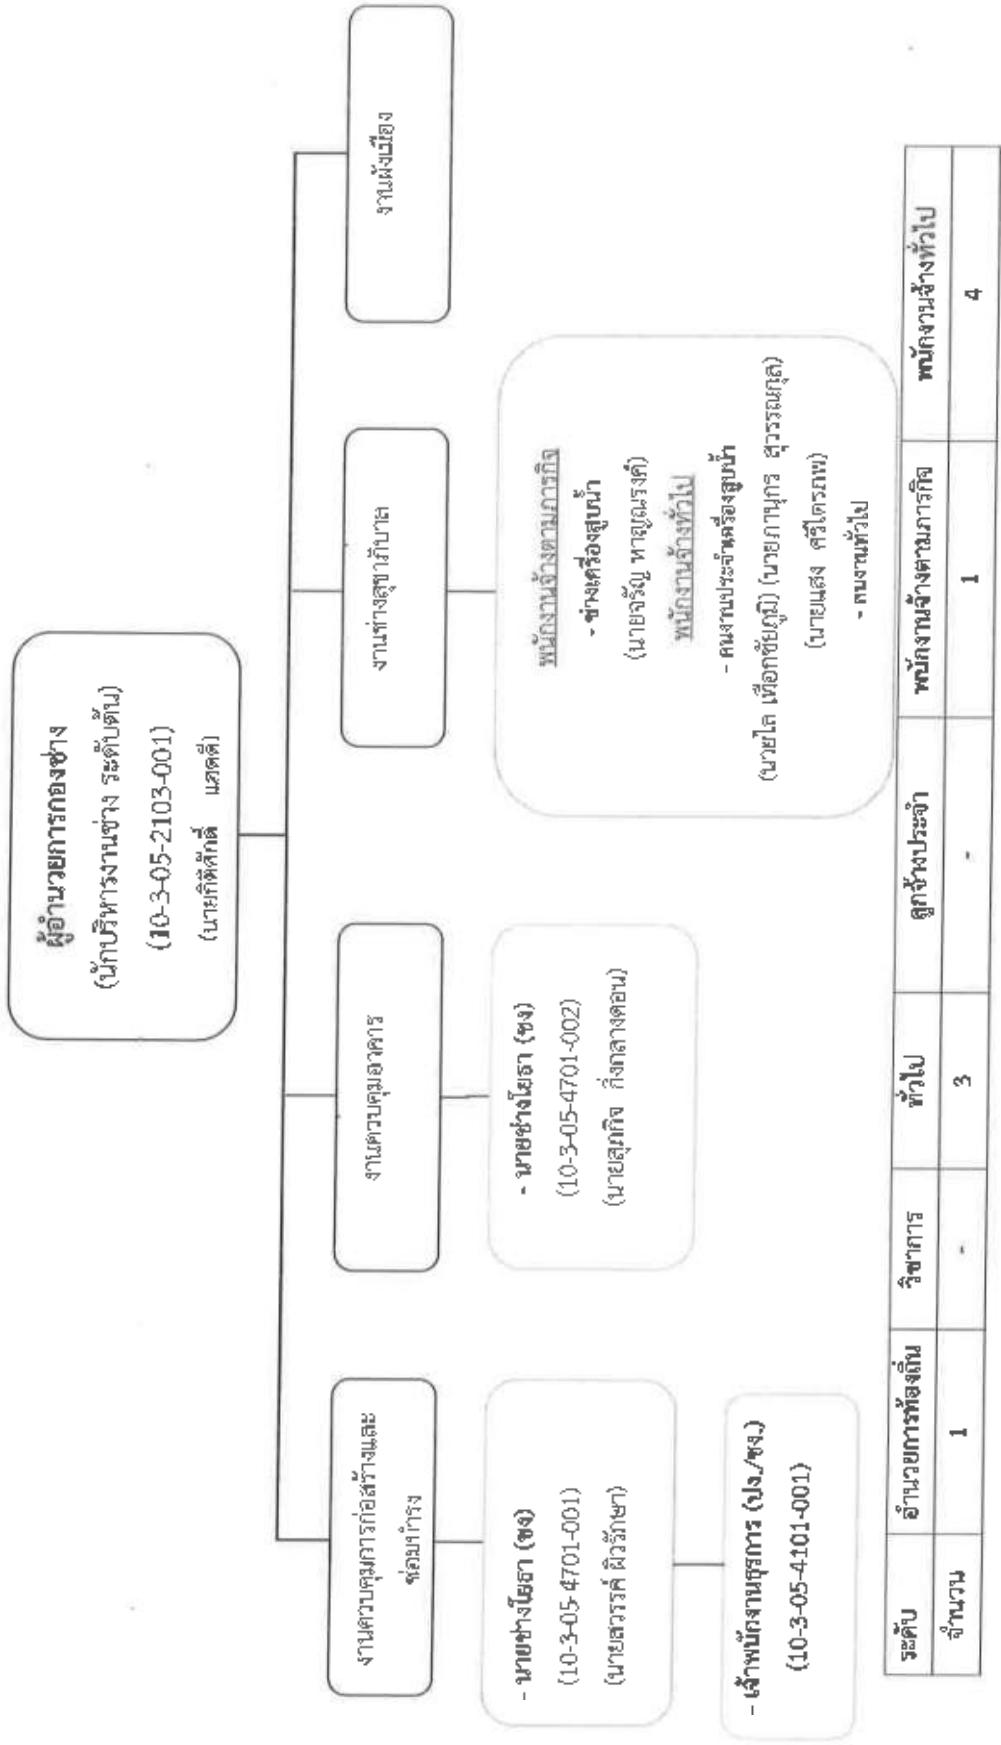 ผู้อำนวยการกองช่าง
(นักบริหารงานช่าง ระดับต้น)
(10-3-05-2103-001)
(นายกิติศักดิ์ แสดดี)
งานควบคุมการก่อสร้างและ
ซ่อมบำรุง
งานควบคุมอาคาร
งานช่างสุขาภิบาล
งานผังเมือง
- นายช่างโยธา (ชง)
(10-3-05-4701-001)
(นายสวรรค์ ผิวรักษา)
- เจ้าพนักงานธุรการ (ปง./ชง.)
(10-3-05-4101-001)
- นายช่างโยธา (ชง)
(10-3-05-4701-002)
(นายสุภกิจ กิ่งกลางดอน)
พนักงานจ้างตามภารกิจ
- ช่างเครื่องสูบน้ำ
(นายจรัญ หาญณรงค์)
พนักงานจ้างทั่วไป
- คนงานประจำเครื่องสูบน้ำ
(นายไล เทือกชัยภูมิ) (นายภานุกร สุวรรณกุล)
(นายแสง ศรีไตรภพ)
- คนงานทั่วไป
ระดับ อำนวยการท้องถิ่น วิชาการ ทั่วไป ลูกจ้างประจำ พนักงานจ้างตามภารกิจ พนักงานจ้างทั่วไป
จำนวน 1 - 3 - 1 4